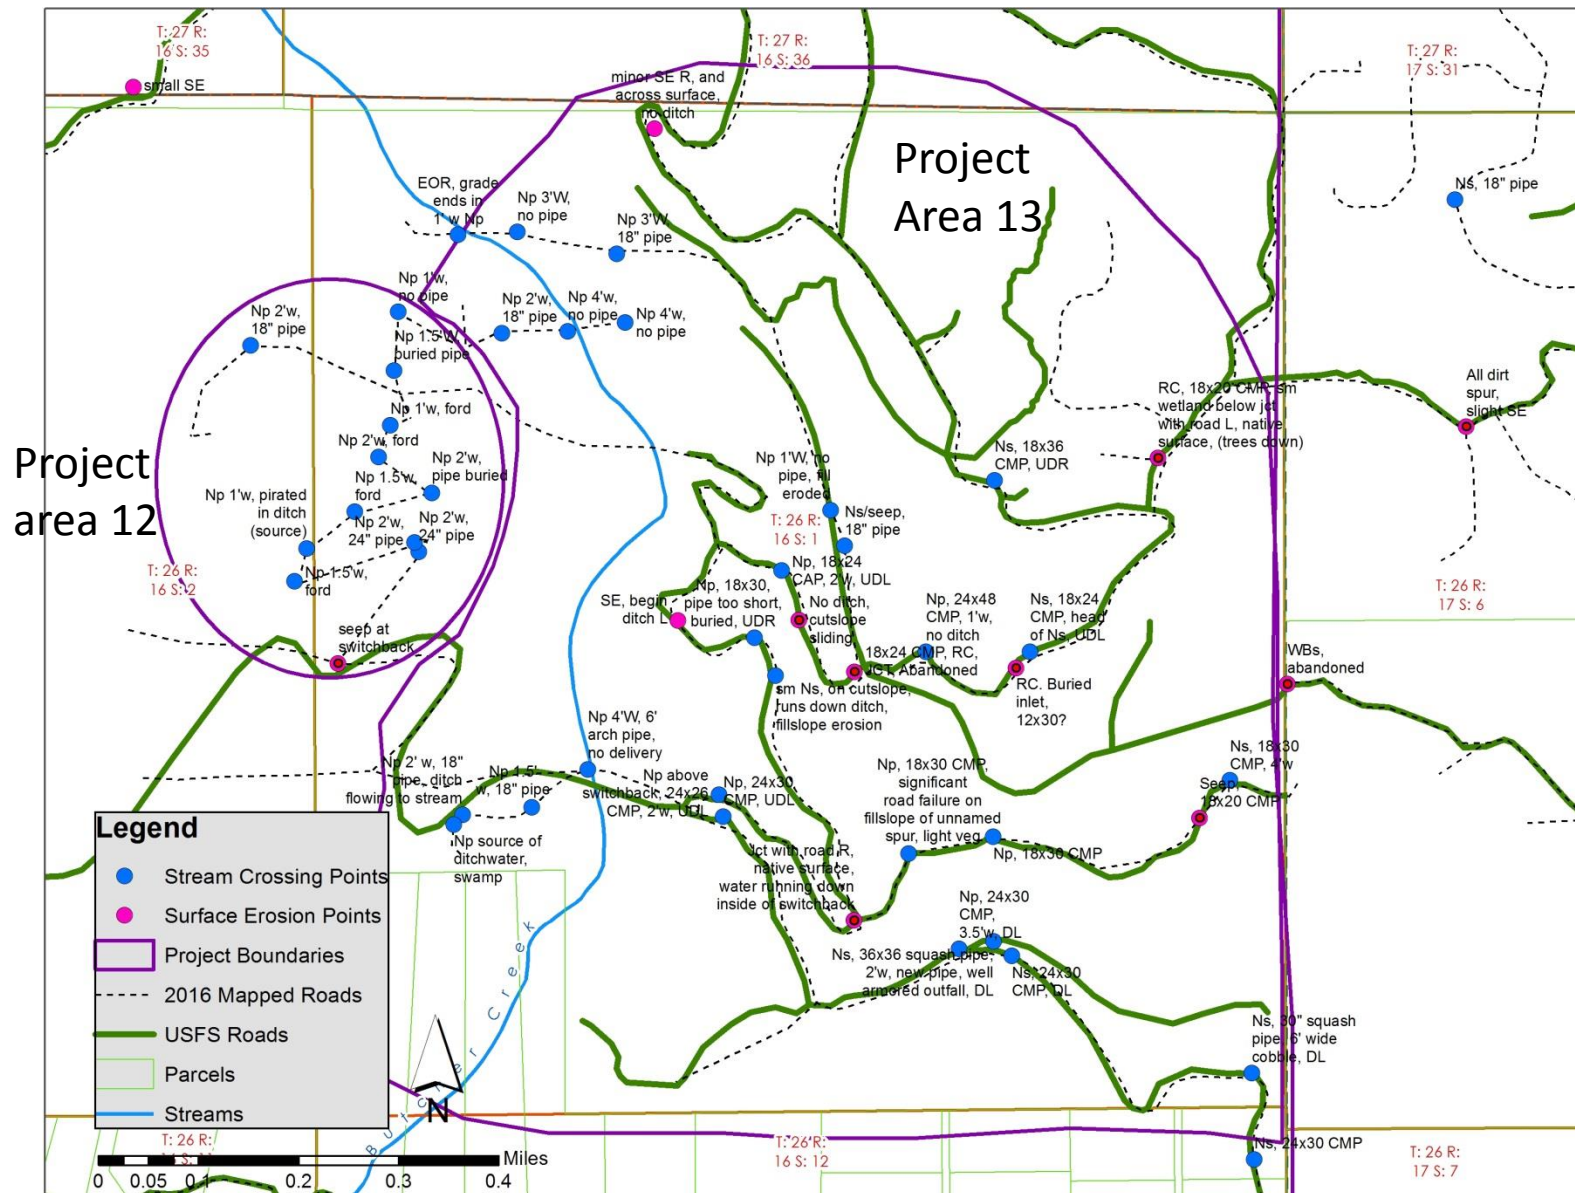 T: 27 R:
16 S: 35
small SE
T: 27 R:
16 S: 36
minor SE R, and
across surface,
no ditch
T: 27 R:
17 S: 31
Project
Area 13
Ns, 18" pipe
EOR, grade
ends in
1' w Np
Np 3'W,
no pipe
Np 3'W,
18" pipe
Np 1'w,
no pipe
Np 2'w,
18" pipe
Np 2'w,
18" pipe
Np 4'w,
no pipe
Np 4'w,
no pipe
Np 1.5'W,
buried pipe
Np 1'w, ford
Np 2'w, ford
Np 2'w,
pipe buried
Np 1.5'w,
ford
Project
area 12
Np 1'w, pirated
in ditch
(source)
Np 2'w,
24" pipe
Np 2'w,
24" pipe
Np 1.5'w,
ford
T: 26 R:
16 S: 2
seep at
switchback
RC, 18x20 CMP, sm
wetland below jct
with road L, native
surface, (trees down)
All dirt
spur,
slight SE
Ns, 18x36
CMP, UDR
Np 1'W, no
pipe, fill
eroded
T: 26 R:
16 S: 1
Ns/seep,
18" pipe
Np, 18x24
CAP, 2'W, UDL
Np, 18x30,
pipe too short,
buried, UDR
SE, begin
ditch L
No ditch,
cutslope
sliding
Np, 24x48
CMP, 1'w,
no ditch
Ns, 18x24
CMP, head
of Ns, UDL
T: 26 R:
17 S: 6
18x24 CMP, RC,
JCT, Abandoned
RC. Buried
inlet,
12x30?
WBs,
abandoned
sm Ns, on cutslope,
runs down ditch,
fillslope erosion
Np 4'W, 6'
arch pipe,
no delivery
Np 2' w, 18"
pipe, ditch
flowing to stream
Np 1.5'
w, 18" pipe
Np above
switchback, 24x26
CMP, 2'w, UDL
Np, 24x30
CMP, UDL
Np, 18x30 CMP,
significant
road failure on
fillslope of unnamed
spur, light veg
Ns, 18x30
CMP, 4'w
Seep
18x20 CMP
Np source of
ditchwater,
swamp
Np, 18x30 CMP
Jct with road R,
native surface,
water running down
inside of switchback
Np, 24x30
CMP,
3.5'w, DL
Ns, 36x36 squash pipe,
2'w, new pipe, well
armored outfall, DL
Ns, 24x30
CMP, DL
Ns, 30" squash
pipe, 6' wide
cobble, DL
Ns, 24x30 CMP
Legend
Stream Crossing Points
Surface Erosion Points
Project Boundaries
2016 Mapped Roads
USFS Roads
Parcels
Streams
N
Creek
T: 26 R:
T: 26 R:
16 S: 12
T: 26 R:
17 S: 7
Miles
0 0.05 0.1 0.2 0.3 0.4